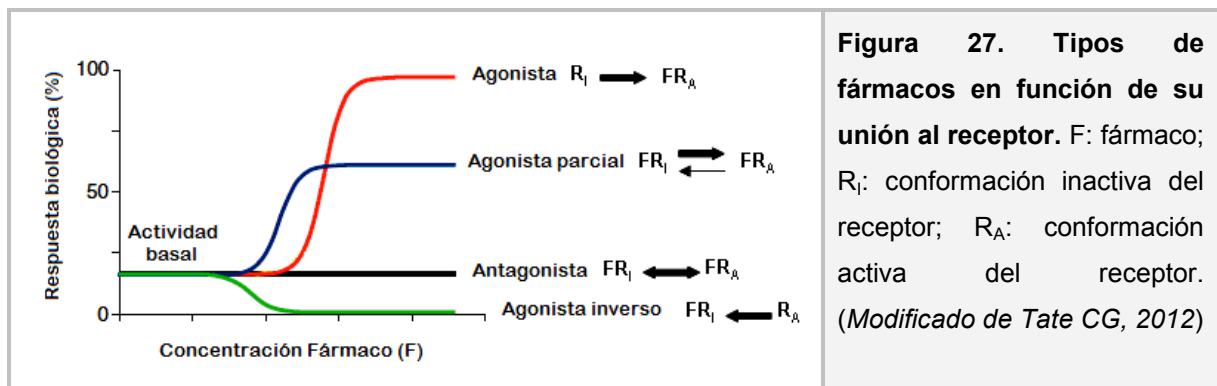 100
Agonista R_I ➡ FR_A
Agonista parcial FR_I ⇄ FR_A
50
Actividad
basal
Antagonista FR_I ⟷ FR_A
0
Agonista inverso FR_I ⬅ R_A
Respuesta biológica (%)
Concentración Fármaco (F)
Figura 27. Tipos de
fármacos en función de su
unión al receptor. F: fármaco;
R_I: conformación inactiva del
receptor; R_A: conformación
activa del receptor.
(Modificado de Tate CG, 2012)